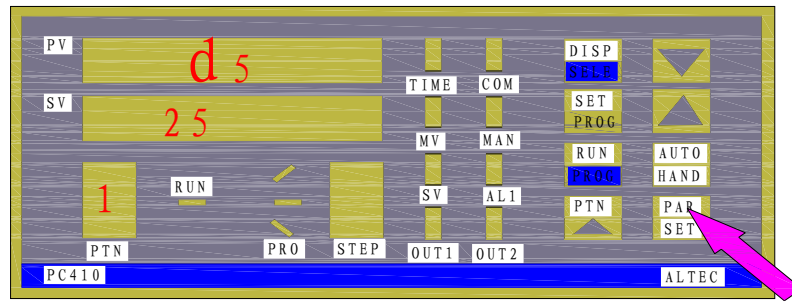 PV d 5
TIME COM
DISP
SELE
SV 25
MV MAN
SET
PROG
1 RUN
SV AL1
RUN AUTO
PROG HAND
PTN PAR
SET
PTN PRO STEP OUT1 OUT2
PC410 ALTEC